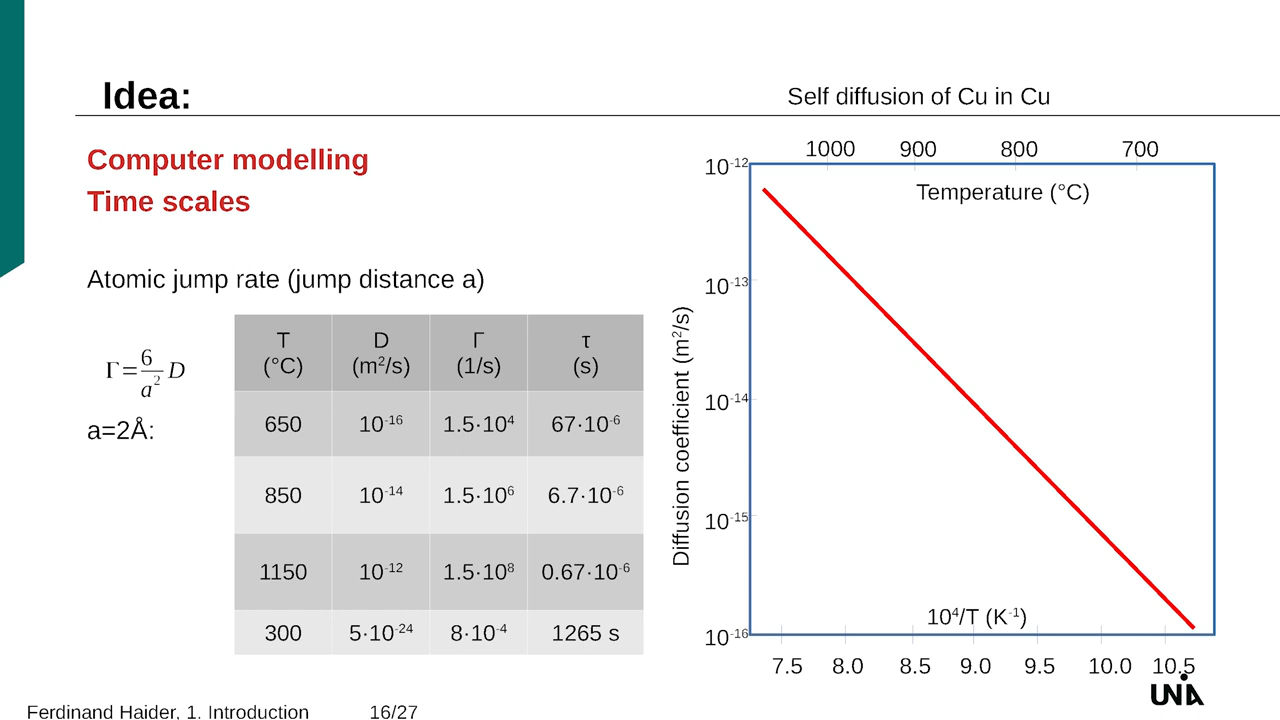 Idea:
Self diffusion of Cu in Cu
Computer modelling
Time scales
Atomic jump rate (jump distance a)
Γ=6/a² D
a=2Å:
T (°C) D (m²/s) Γ (1/s) τ (s)
650 10⁻¹⁶ 1.5·10⁴ 67·10⁻⁶
850 10⁻¹⁴ 1.5·10⁶ 6.7·10⁻⁶
1150 10⁻¹² 1.5·10⁸ 0.67·10⁻⁶
300 5·10⁻²⁴ 8·10⁻⁴ 1265 s
1000 900 800 700
Temperature (°C)
Diffusion coefficient (m²/s)
10⁻¹²
10⁻¹³
10⁻¹⁴
10⁻¹⁵
10⁻¹⁶
10⁴/T (K⁻¹)
7.5 8.0 8.5 9.0 9.5 10.0 10.5
UNIA
Ferdinand Haider, 1. Introduction 16/27